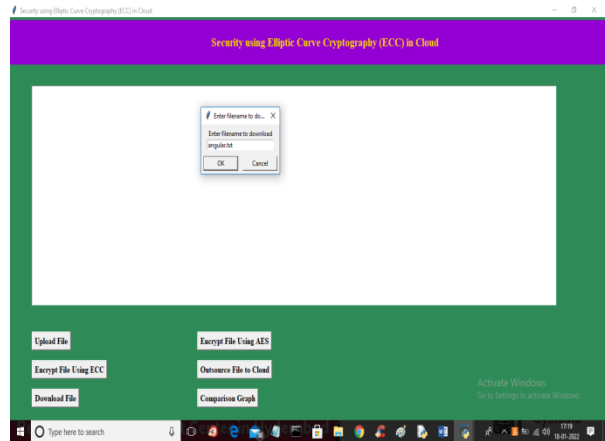 Security using Elliptic Curve Cryptography (ECC) in Cloud
Security using Elliptic Curve Cryptography (ECC) in Cloud
Enter filename to do... X
Enter filename to download
angular.txt
OK Cancel
Upload File Encrypt File Using AES
Encrypt File Using ECC Outsource File to Cloud
Download File Comparison Graph
Activate Windows
Go to Settings to activate Windows.
Type here to search
17:19
18-01-2022